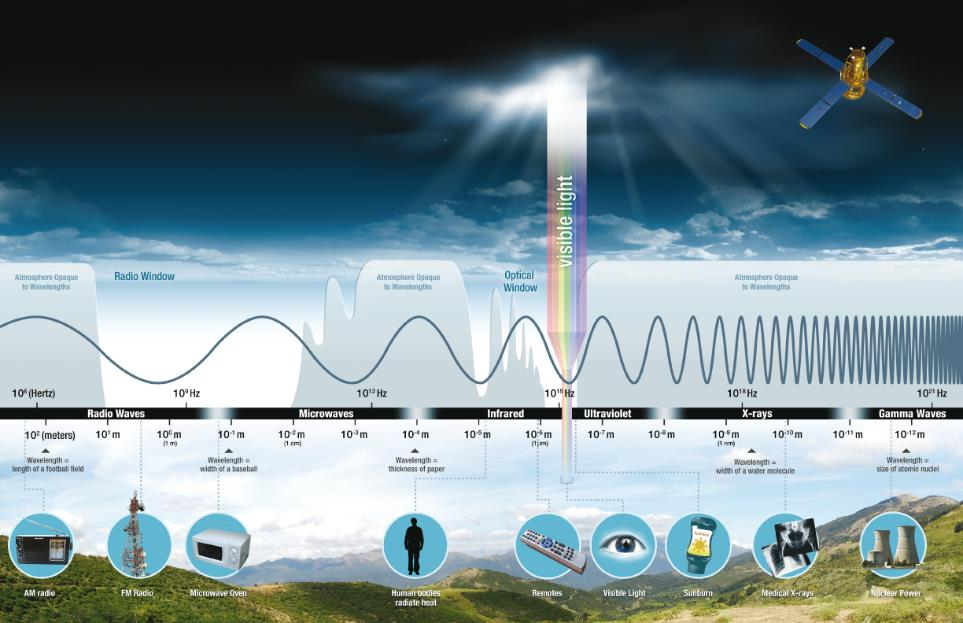 visible light
Atmosphere Opaque
to Wavelengths
Radio Window
Atmosphere Opaque
to Wavelengths
Optical
Window
Atmosphere Opaque
to Wavelengths
10⁶ (Hertz)
10⁹ Hz
10¹² Hz
10¹⁵ Hz
10¹⁸ Hz
10²¹ Hz
Radio Waves
Microwaves
Infrared
Ultraviolet
X-rays
Gamma Waves
10² (meters)
10¹ m
10⁰ m
(1 m)
10⁻¹ m
10⁻² m
(1 cm)
10⁻³ m
10⁻⁴ m
10⁻⁵ m
10⁻⁶ m
10⁻⁷ m
10⁻⁸ m
10⁻⁹ m
(1 nm)
10⁻¹⁰ m
10⁻¹¹ m
10⁻¹² m
Wavelength =
length of a football field
Wavelength =
width of a baseball
Wavelength =
thickness of paper
Wavelength =
width of a water molecule
Wavelength =
size of atomic nuclei
AM radio
FM Radio
Microwave Oven
Human bodies
radiate heat
Remotes
Visible Light
Sunburn
Medical X-rays
Nuclear Power